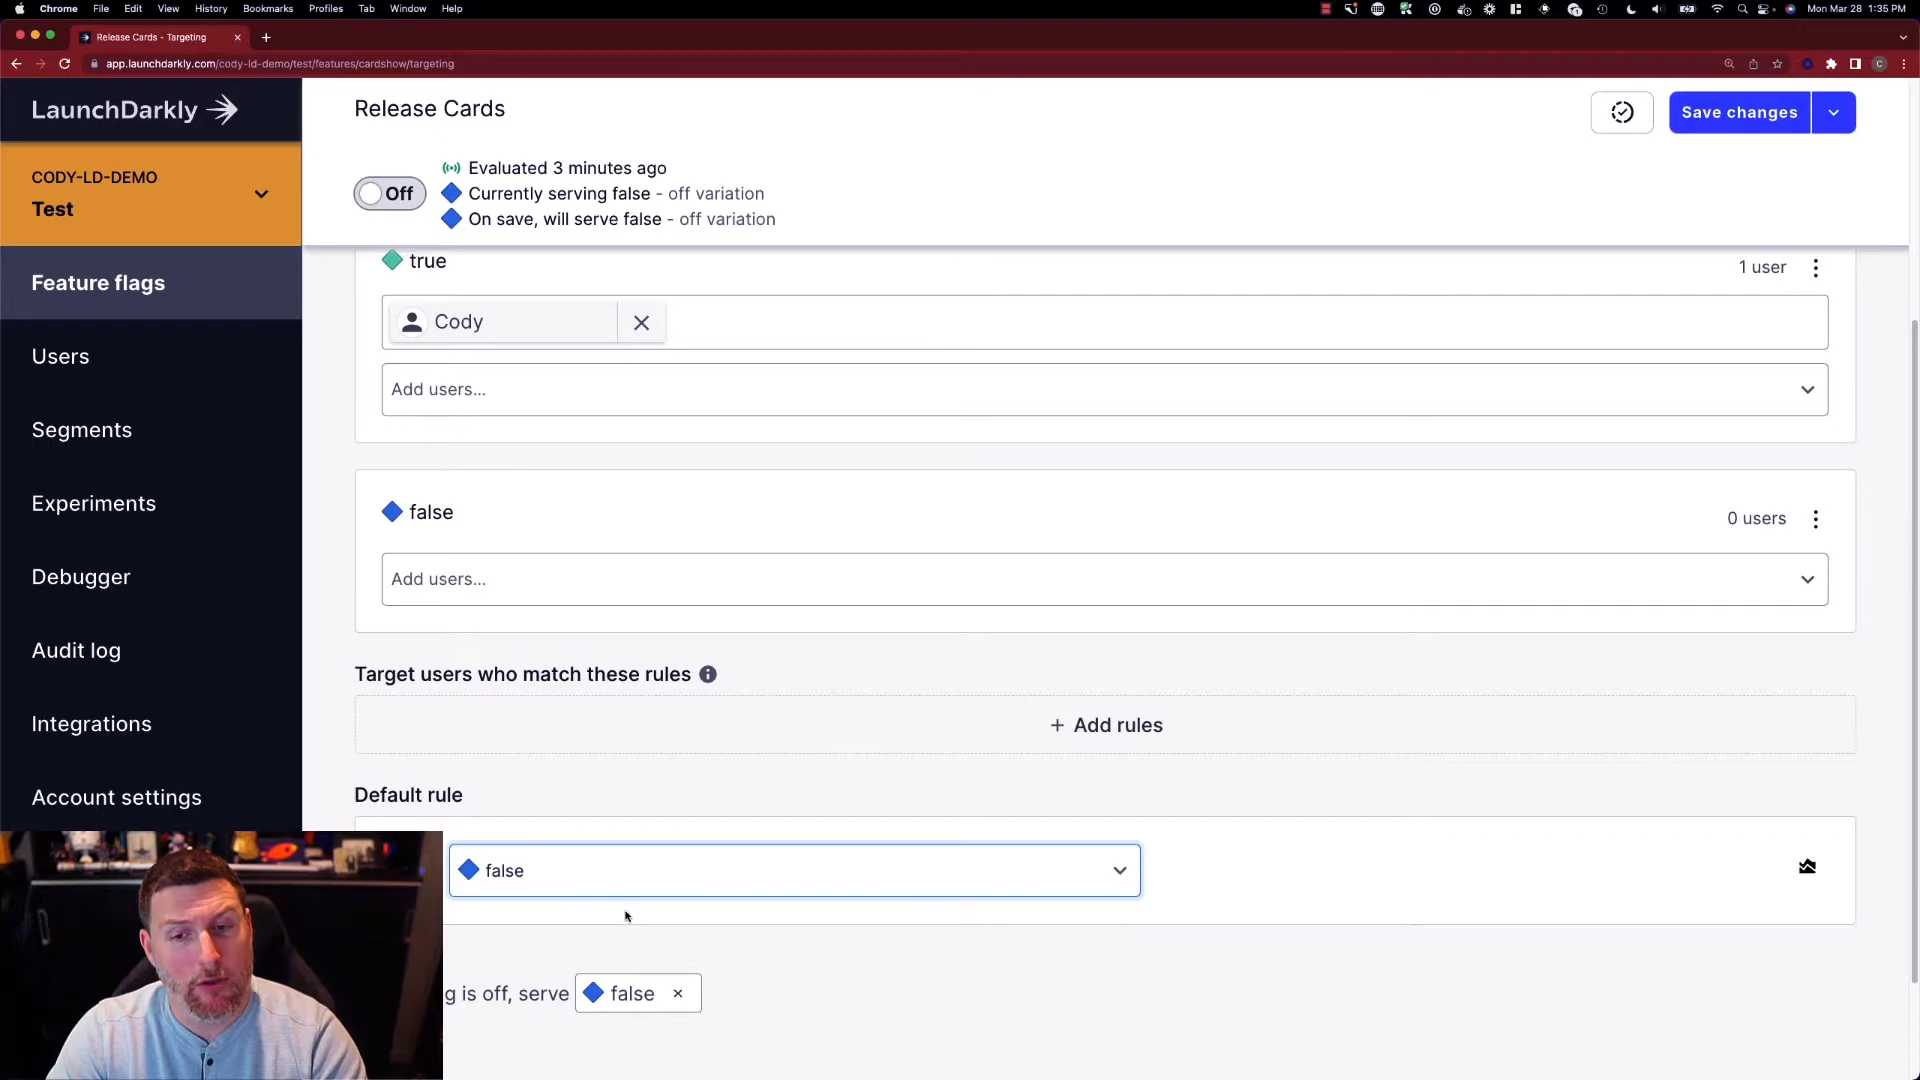 Chrome File Edit View History Bookmarks Profiles Tab Window Help
Mon Mar 28 1:35 PM
Release Cards - Targeting
app.launchdarkly.com/cody-ld-demo/test/features/cardshow/targeting
C
LaunchDarkly
Release Cards
Save changes
CODY-LD-DEMO
Test
Off
Evaluated 3 minutes ago
Currently serving false - off variation
On save, will serve false - off variation
Feature flags
Users
Segments
Experiments
Debugger
Audit log
Integrations
Account settings
true
1 user
Cody
Add users...
false
0 users
Add users...
Target users who match these rules
+ Add rules
Default rule
false
g is off, serve false